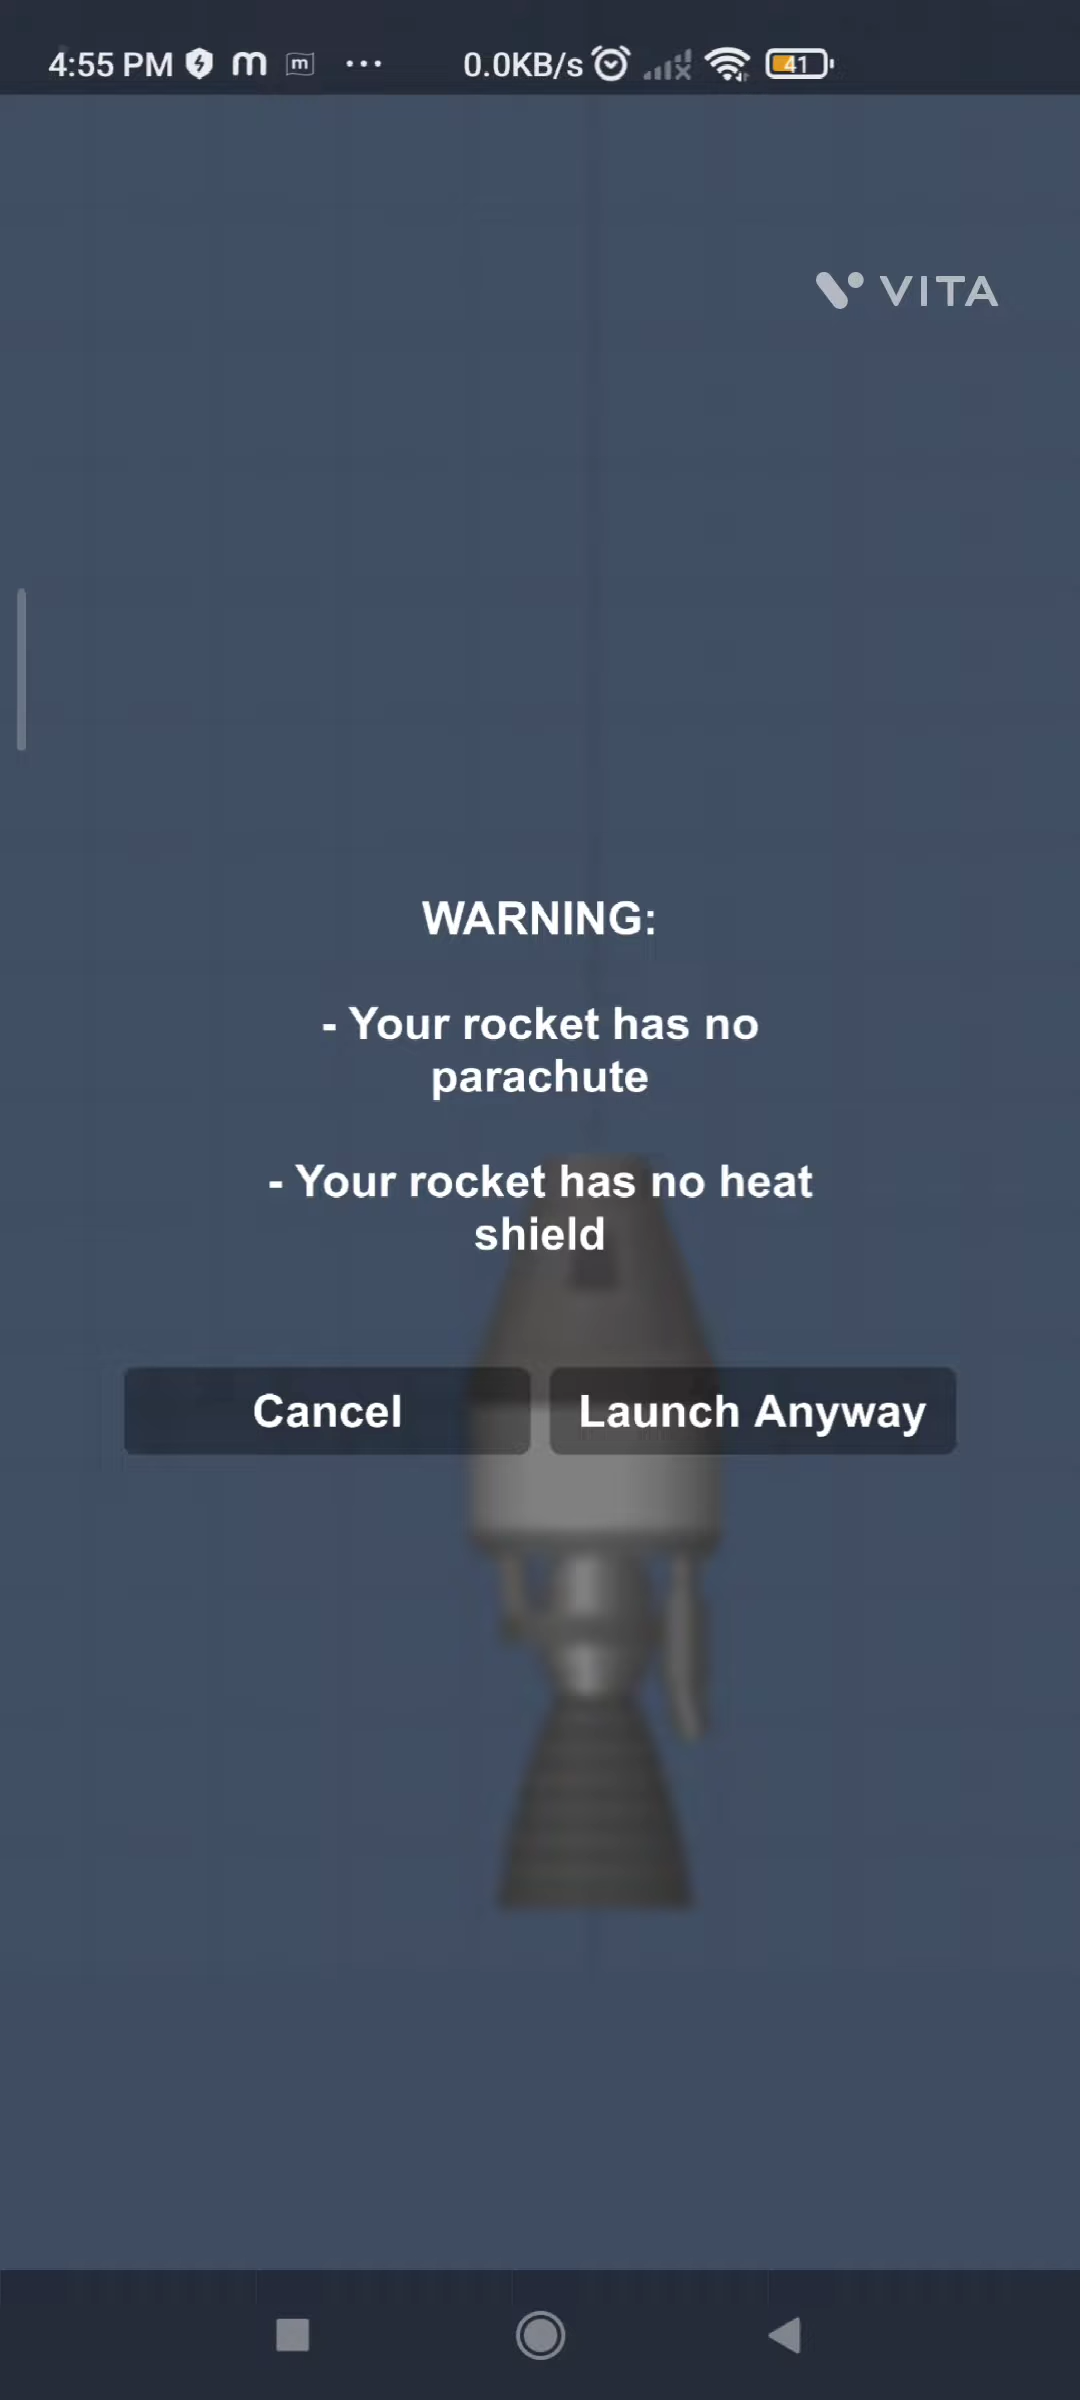 4:55 PM m m ... 0.0KB/s 41
VITA
WARNING:
- Your rocket has no
parachute
- Your rocket has no heat
shield
Cancel Launch Anyway